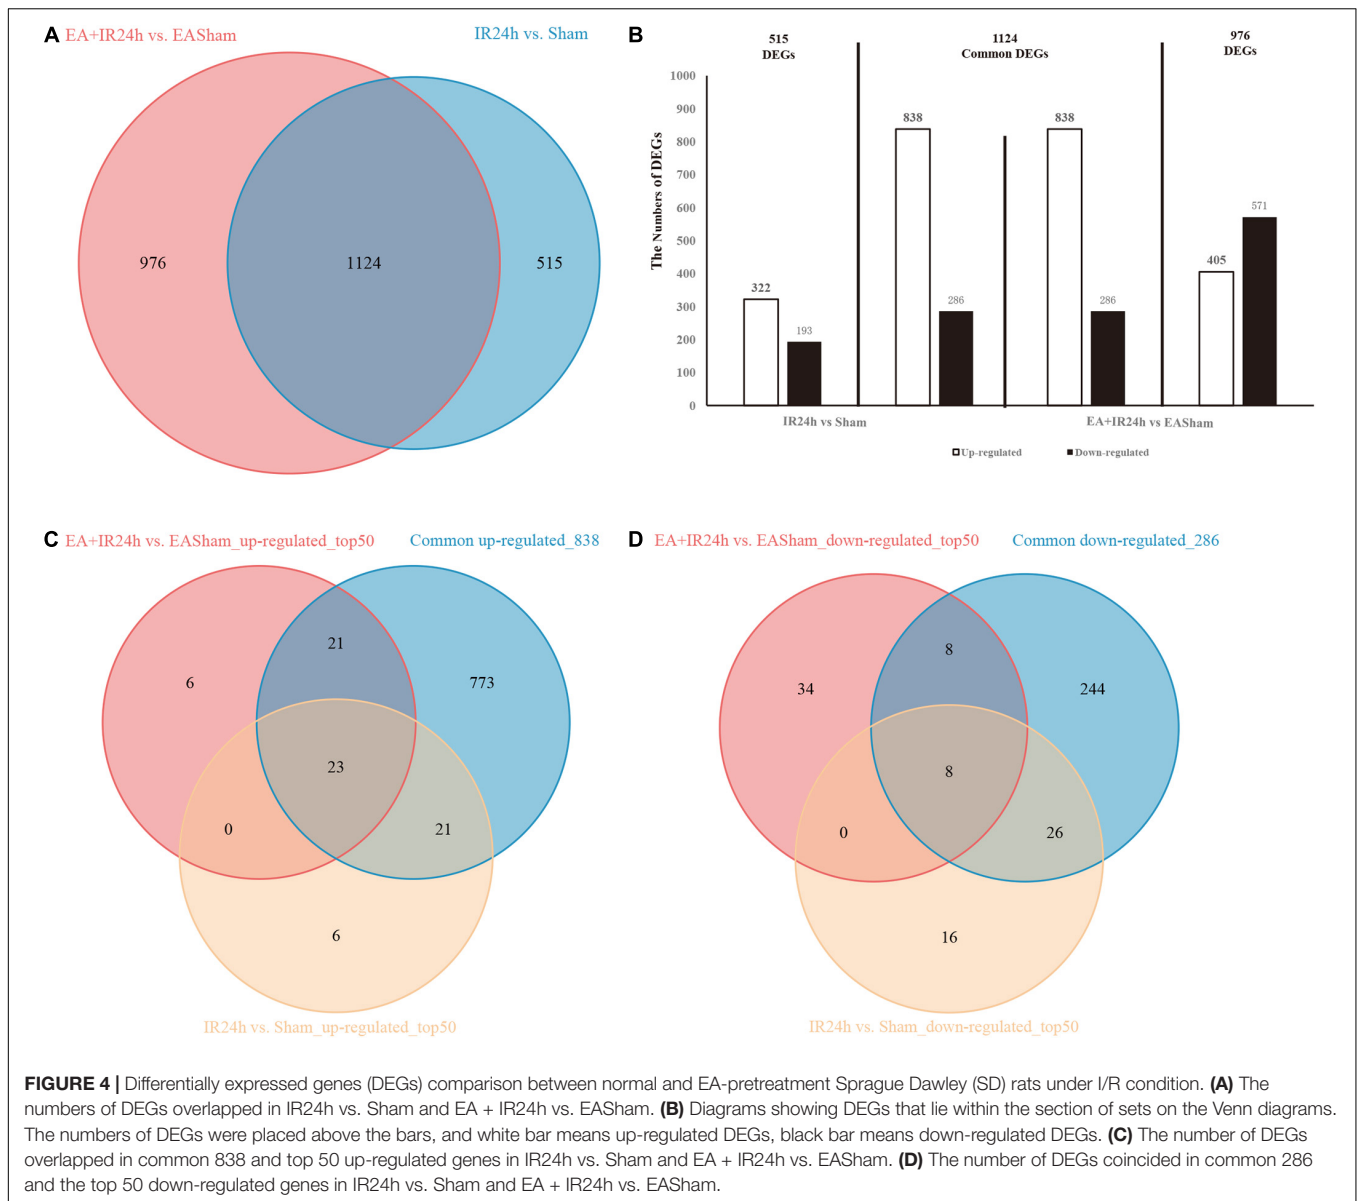 A EA+IR24h vs. EASham IR24h vs. Sham
976 1124 515
B
515 DEGs
1124 Common DEGs
976 DEGs
The Numbers of DEGs
1000
900
800
700
600
500
400
300
200
100
0
322
193
838
286
838
286
405
571
IR24h vs Sham
EA+IR24h vs EASham
Up-regulated Down-regulated
C EA+IR24h vs. EASham_up-regulated_top50 Common up-regulated_838
21
6
773
23
0
21
6
IR24h vs. Sham_up-regulated_top50
D EA+IR24h vs. EASham_down-regulated_top50 Common down-regulated_286
8
34
244
8
0
26
16
IR24h vs. Sham_down-regulated_top50
FIGURE 4 | Differentially expressed genes (DEGs) comparison between normal and EA-pretreatment Sprague Dawley (SD) rats under I/R condition. (A) The
numbers of DEGs overlapped in IR24h vs. Sham and EA + IR24h vs. EASham. (B) Diagrams showing DEGs that lie within the section of sets on the Venn diagrams.
The numbers of DEGs were placed above the bars, and white bar means up-regulated DEGs, black bar means down-regulated DEGs. (C) The number of DEGs
overlapped in common 838 and top 50 up-regulated genes in IR24h vs. Sham and EA + IR24h vs. EASham. (D) The number of DEGs coincided in common 286
and the top 50 down-regulated genes in IR24h vs. Sham and EA + IR24h vs. EASham.